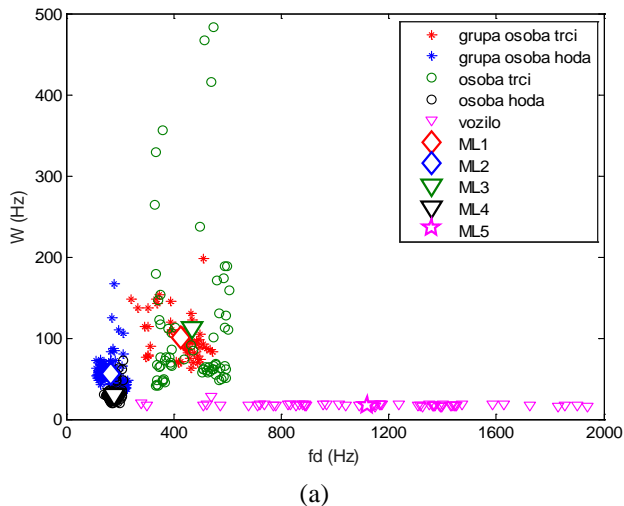 500
400
300
200
100
0
W (Hz)
0
400
800
1200
1600
2000
fd (Hz)
grupa osoba trci
grupa osoba hoda
osoba trci
osoba hoda
vozilo
ML1
ML2
ML3
ML4
ML5
(a)